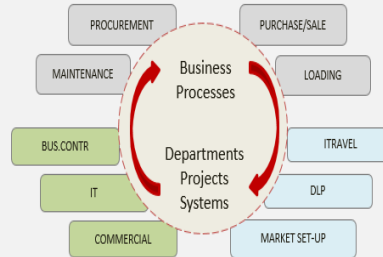 PROCUREMENT
PURCHASE/SALE
MAINTENANCE
Business
Processes
LOADING
BUS.CONTR
Departments
Projects
Systems
ITRAVEL
IT
DLP
COMMERCIAL
MARKET SET-UP